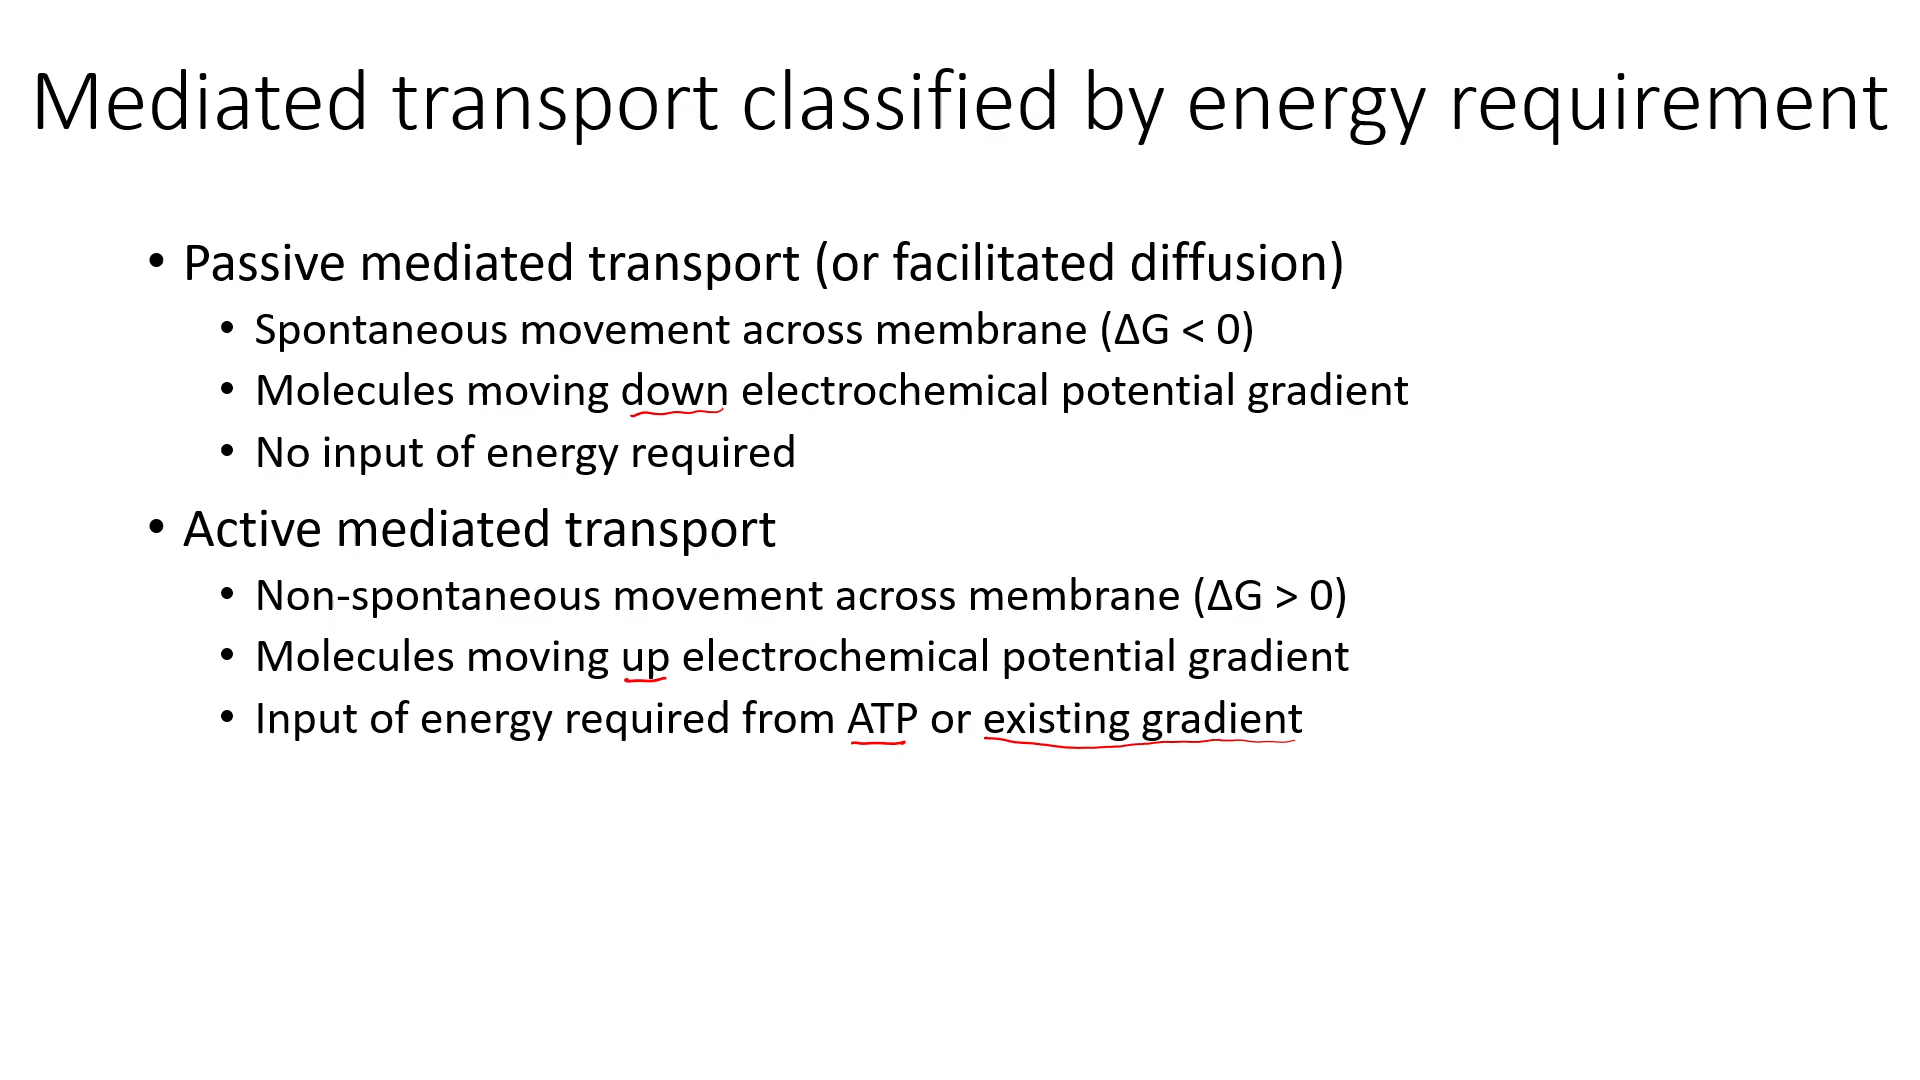 Mediated transport classified by energy requirement
• Passive mediated transport (or facilitated diffusion)
• Spontaneous movement across membrane (ΔG < 0)
• Molecules moving down electrochemical potential gradient
• No input of energy required
• Active mediated transport
• Non-spontaneous movement across membrane (ΔG > 0)
• Molecules moving up electrochemical potential gradient
• Input of energy required from ATP or existing gradient